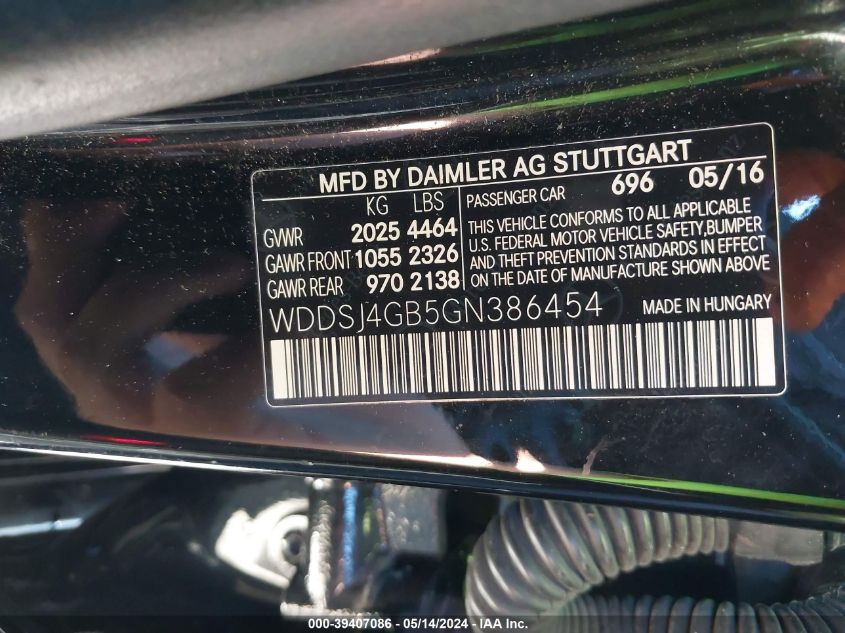 MFD BY DAIMLER AG STUTTGART
KG LBS
GVWR 2025 4464
GAWR FRONT 1055 2326
GAWR REAR 970 2138
PASSENGER CAR 696 05/16
THIS VEHICLE CONFORMS TO ALL APPLICABLE
U.S. FEDERAL MOTOR VEHICLE SAFETY,BUMPER
AND THEFT PREVENTION STANDARDS IN EFFECT
ON THE DATE OF MANUFACTURE SHOWN ABOVE
WDDSJ4GB5GN386454 MADE IN HUNGARY
000-39407086 - 05/14/2024 - IAA Inc.